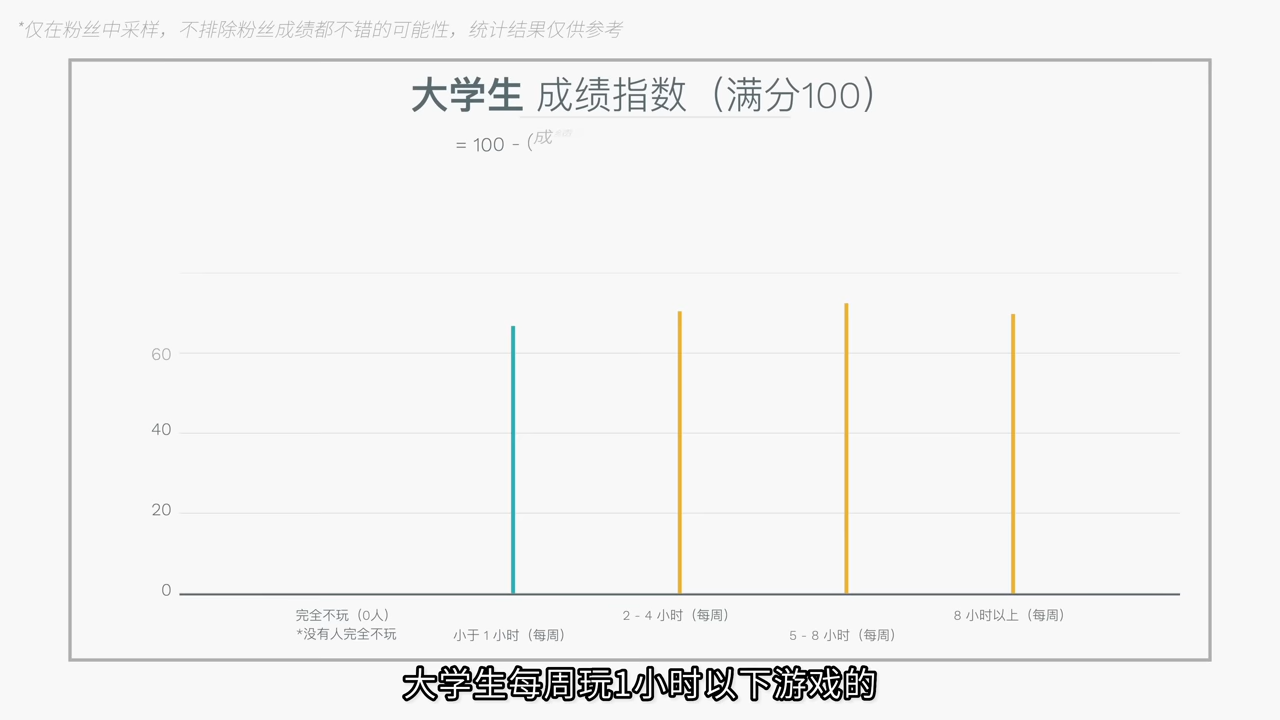 *仅在粉丝中采样，不排除粉丝成绩都不错的可能性，统计结果仅供参考
大学生 成绩指数（满分100）
= 100 - (成
60
40
20
0
完全不玩（0人）
*没有人完全不玩
小于 1 小时（每周）
2 - 4 小时（每周）
5 - 8 小时（每周）
8 小时以上（每周）
大学生每周玩1小时以下游戏的